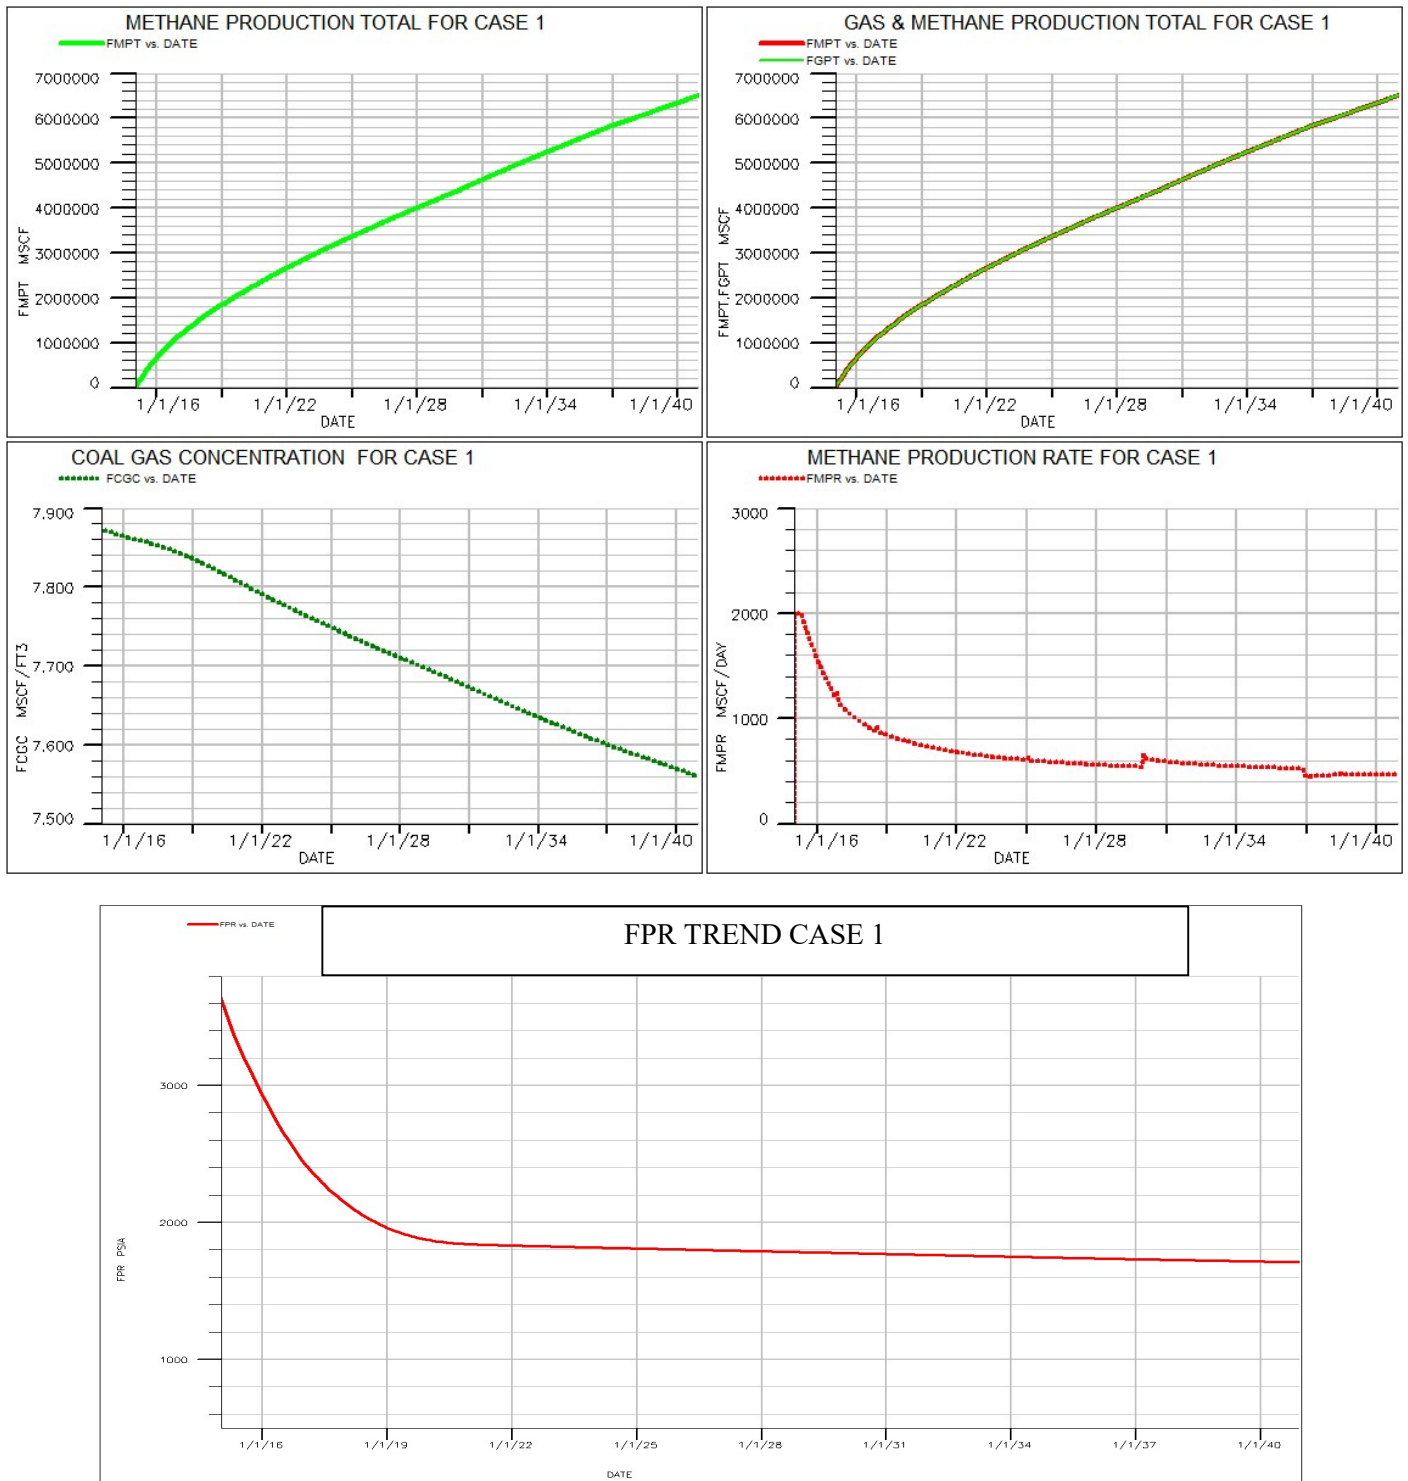 METHANE PRODUCTION TOTAL FOR CASE 1
FMPT vs. DATE
7000000
6000000
5000000
4000000
3000000
2000000
1000000
0
FMPT MSCF
1/1/16 1/1/22 1/1/28 1/1/34 1/1/40
DATE
GAS & METHANE PRODUCTION TOTAL FOR CASE 1
FMPT vs. DATE
FGPT vs. DATE
7000000
6000000
5000000
4000000
3000000
2000000
1000000
0
FMPT,FGPT MSCF
1/1/16 1/1/22 1/1/28 1/1/34 1/1/40
DATE
COAL GAS CONCENTRATION FOR CASE 1
FCGC vs. DATE
7.900
7.800
7.700
7.600
7.500
FCGC MSCF/FT3
1/1/16 1/1/22 1/1/28 1/1/34 1/1/40
DATE
METHANE PRODUCTION RATE FOR CASE 1
FMPR vs. DATE
3000
2000
1000
0
FMPR MSCF/DAY
1/1/16 1/1/22 1/1/28 1/1/34 1/1/40
DATE
FPR vs. DATE
FPR TREND CASE 1
3000
2000
1000
FPR PSIA
1/1/16 1/1/19 1/1/22 1/1/25 1/1/28 1/1/31 1/1/34 1/1/37 1/1/40
DATE